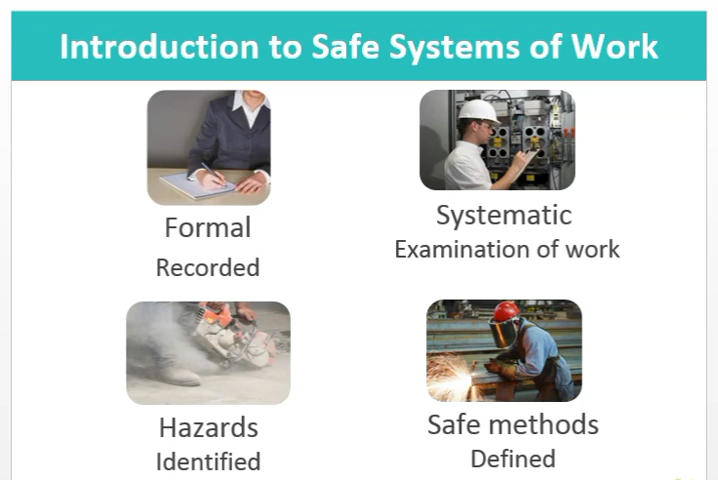 Introduction to Safe Systems of Work
Formal
Recorded
Systematic
Examination of work
Hazards
Identified
Safe methods
Defined